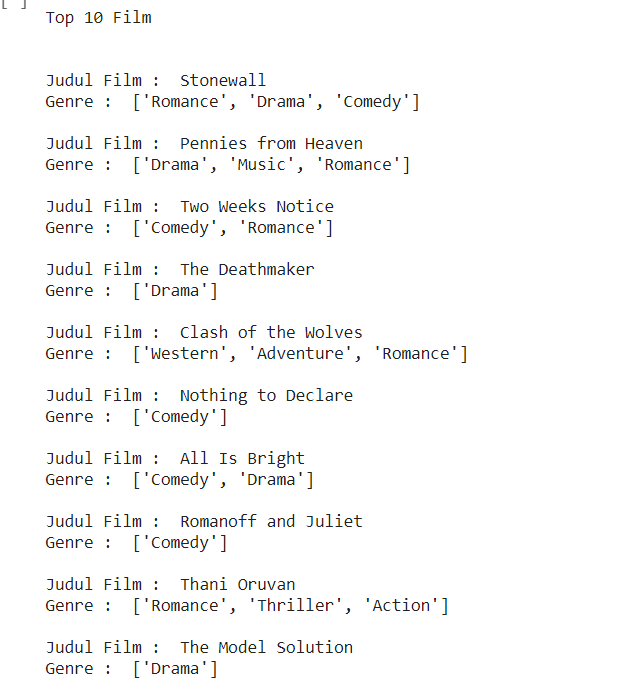 [ ]
Top 10 Film
Judul Film :  Stonewall
Genre :  ['Romance', 'Drama', 'Comedy']
Judul Film :  Pennies from Heaven
Genre :  ['Drama', 'Music', 'Romance']
Judul Film :  Two Weeks Notice
Genre :  ['Comedy', 'Romance']
Judul Film :  The Deathmaker
Genre :  ['Drama']
Judul Film :  Clash of the Wolves
Genre :  ['Western', 'Adventure', 'Romance']
Judul Film :  Nothing to Declare
Genre :  ['Comedy']
Judul Film :  All Is Bright
Genre :  ['Comedy', 'Drama']
Judul Film :  Romanoff and Juliet
Genre :  ['Comedy']
Judul Film :  Thani Oruvan
Genre :  ['Romance', 'Thriller', 'Action']
Judul Film :  The Model Solution
Genre :  ['Drama']